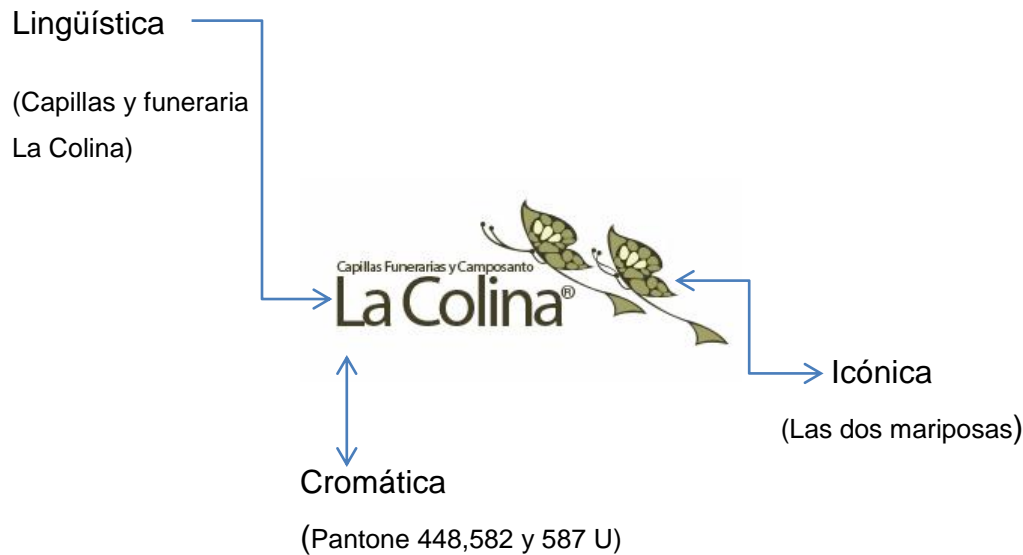 Lingüística
(Capillas y funeraria
La Colina)
Capillas Funerarias y Camposanto
La Colina®
Icónica
(Las dos mariposas)
Cromática
(Pantone 448,582 y 587 U)